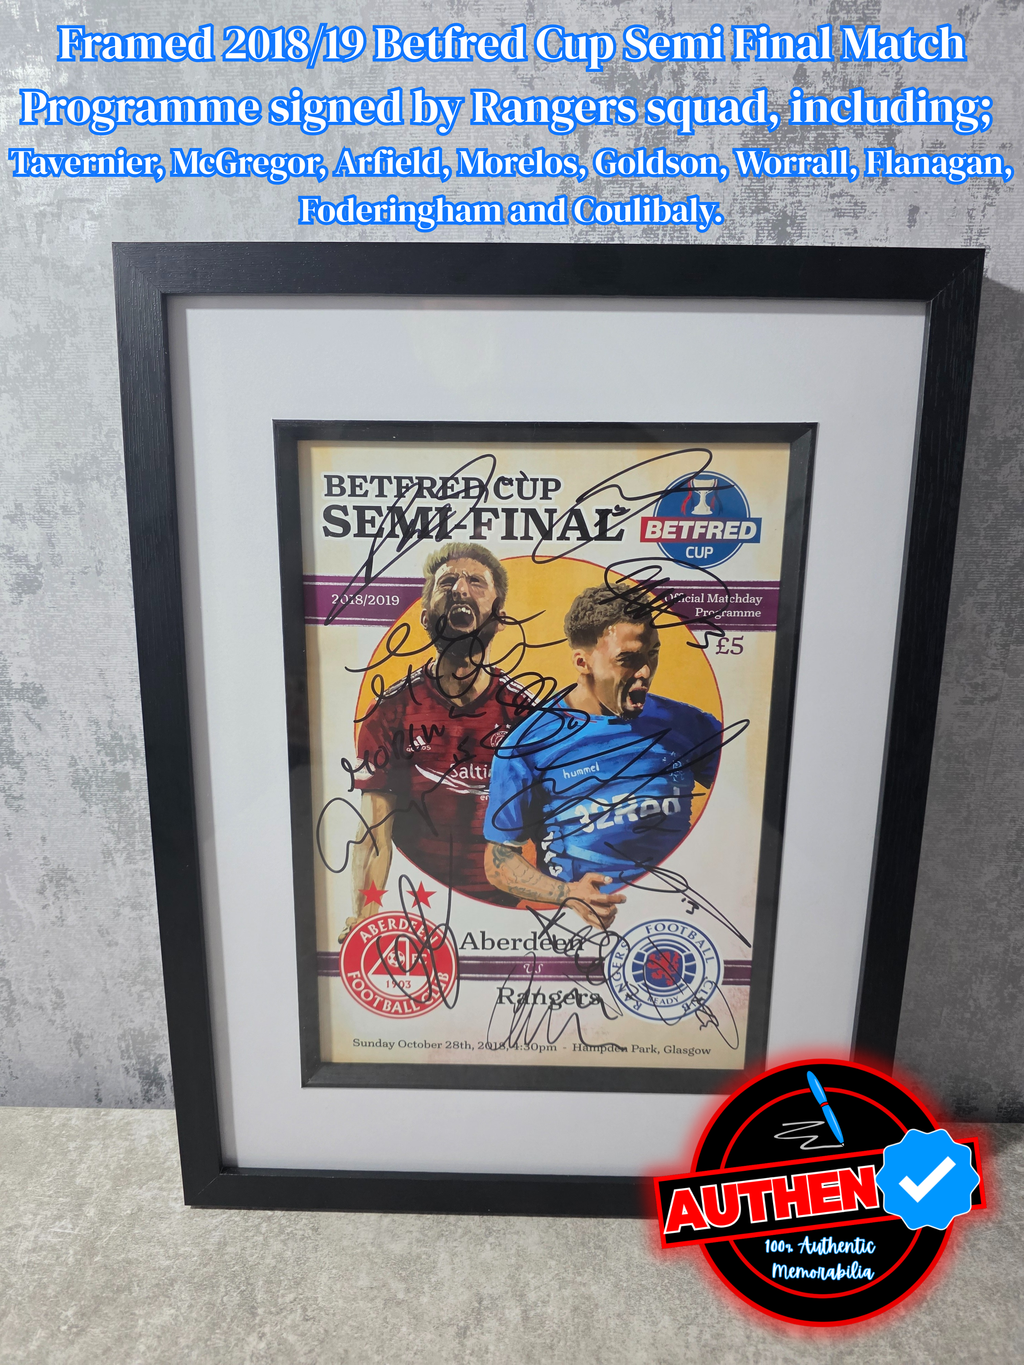 Framed 2018/19 Betfred Cup Semi Final Match
Programme signed by Rangers squad, including;
Tavernier, McGregor, Arfield, Morelos, Goldson, Worrall, Flanagan,
Foderingham and Coulibaly.
BETFRED CUP
SEMI-FINAL
BETFRED
CUP
2018/2019
Official Matchday
Programme
£5
adidas
Saltire
hummel
32Red
ABERDEEN
FC
1903
FOOTBALL CLUB
Aberdeen
vs
Rangers
RANGERS FOOTBALL CLUB
READY
Sunday October 28th, 2018, 4:30pm - Hampden Park, Glasgow
AUTHEN
100% Authentic
Memorabilia